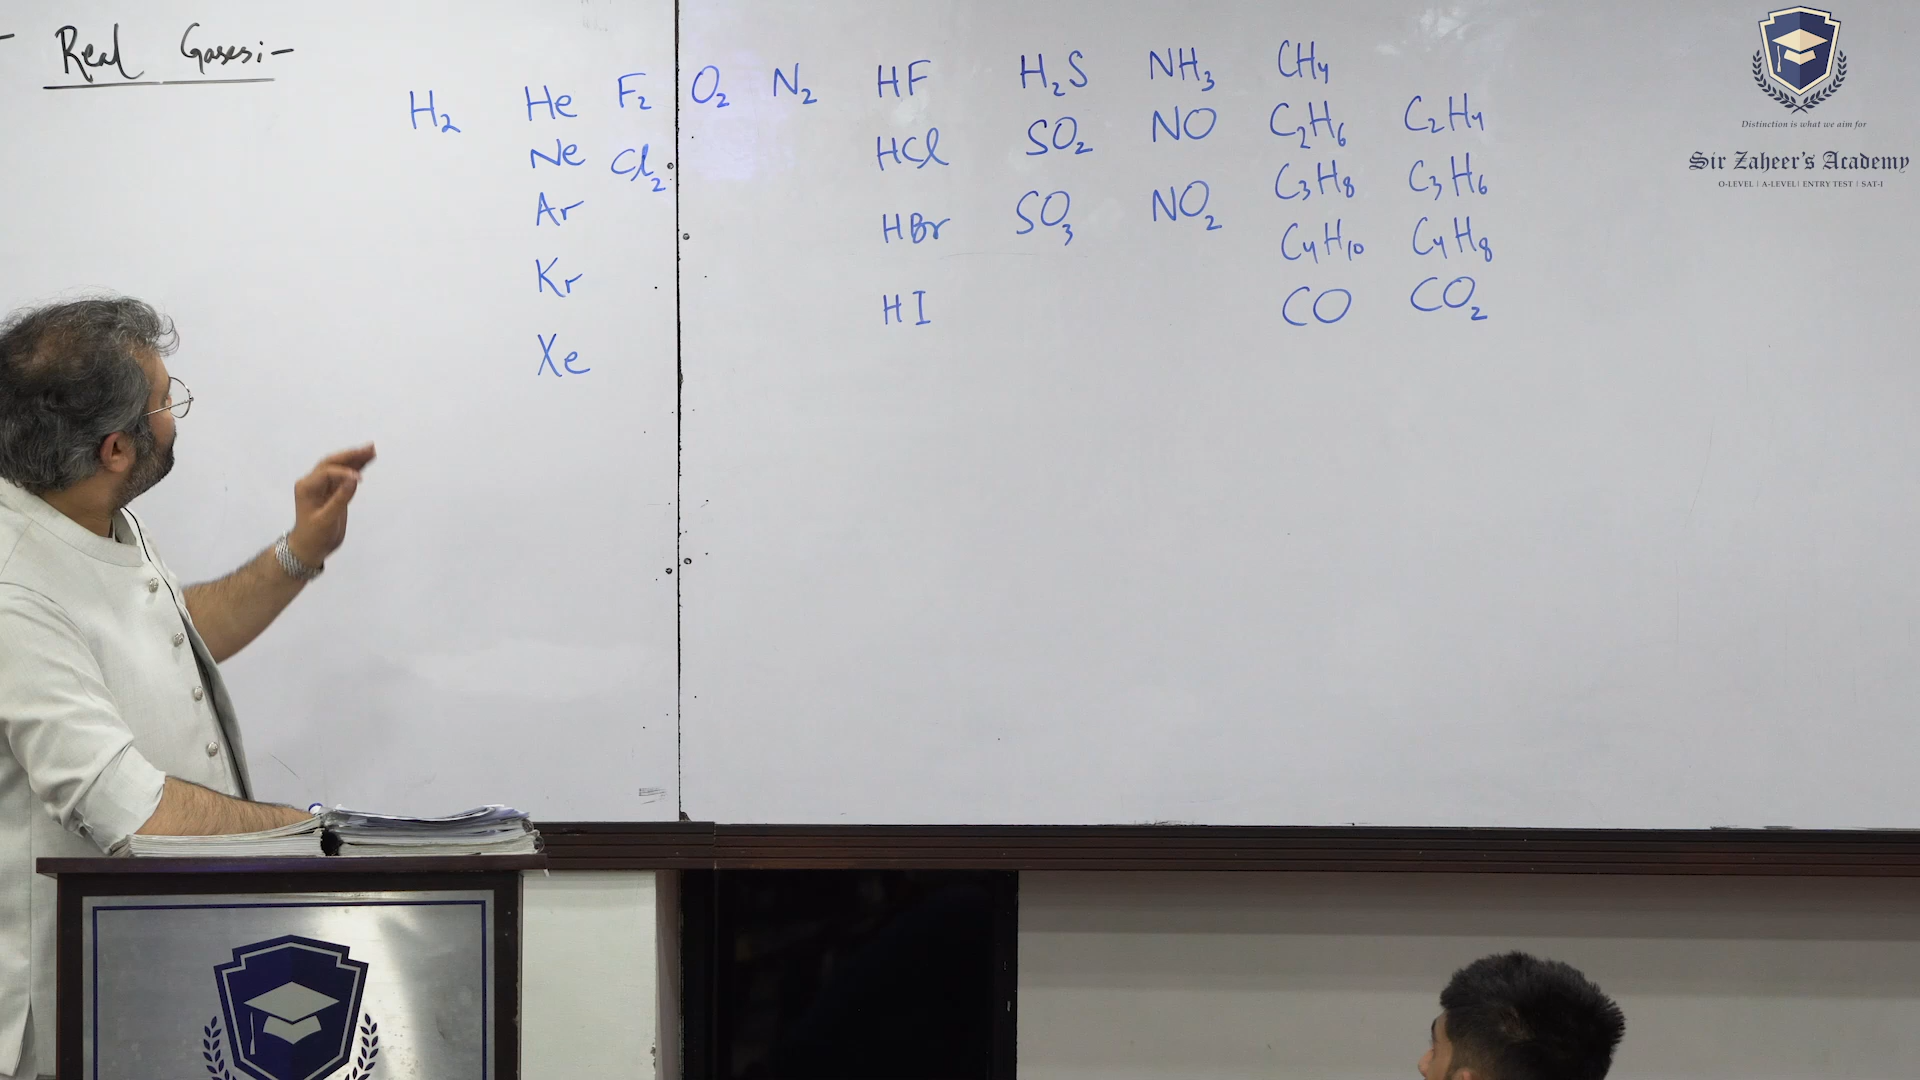 Real Gases:-
H₂ He F₂ O₂ N₂ HF H₂S NH₃ CH₄
Ne Cl₂ HCl SO₂ NO C₂H₆ C₂H₄
Ar HBr SO₃ NO₂ C₃H₈ C₃H₆
Kr C₄H₁₀ C₄H₈
Xe HI CO CO₂
Distinction is what we aim for
Sir Zaheer's Academy
O-LEVEL | A-LEVEL | ENTRY TEST | SAT-I